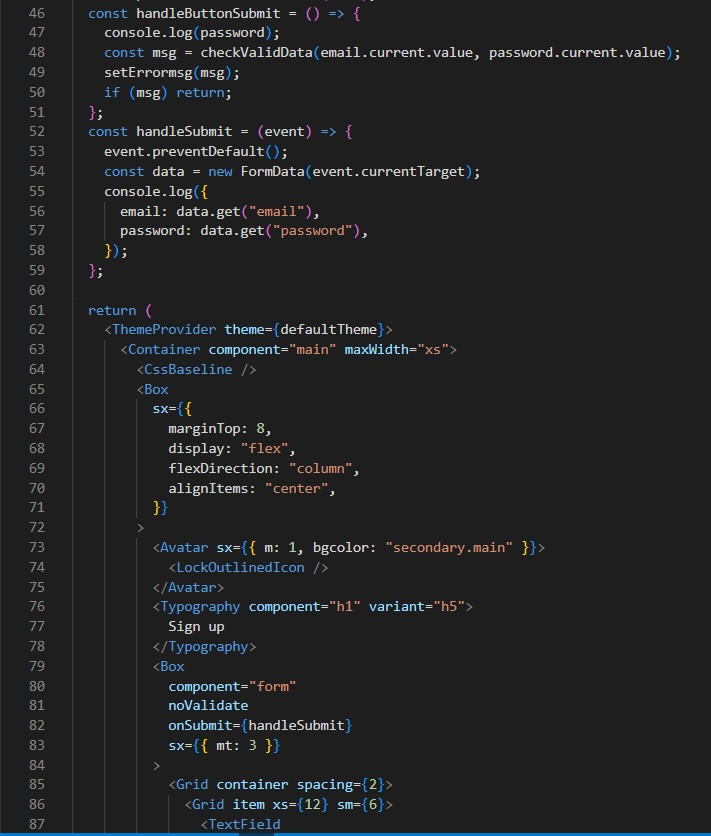 46 const handleButtonSubmit = () => {
47 console.log(password);
48 const msg = checkValidData(email.current.value, password.current.value);
49 setErrormsg(msg);
50 if (msg) return;
51 };
52 const handleSubmit = (event) => {
53 event.preventDefault();
54 const data = new FormData(event.currentTarget);
55 console.log({
56 email: data.get("email"),
57 password: data.get("password"),
58 });
59 };
60
61 return (
62 <ThemeProvider theme={defaultTheme}>
63 <Container component="main" maxWidth="xs">
64 <CssBaseline />
65 <Box
66 sx={{
67 marginTop: 8,
68 display: "flex",
69 flexDirection: "column",
70 alignItems: "center",
71 }}
72 >
73 <Avatar sx={{ m: 1, bgcolor: "secondary.main" }}>
74 <LockOutlinedIcon />
75 </Avatar>
76 <Typography component="h1" variant="h5">
77 Sign up
78 </Typography>
79 <Box
80 component="form"
81 noValidate
82 onSubmit={handleSubmit}
83 sx={{ mt: 3 }}
84 >
85 <Grid container spacing={2}>
86 <Grid item xs={12} sm={6}>
87 <TextField